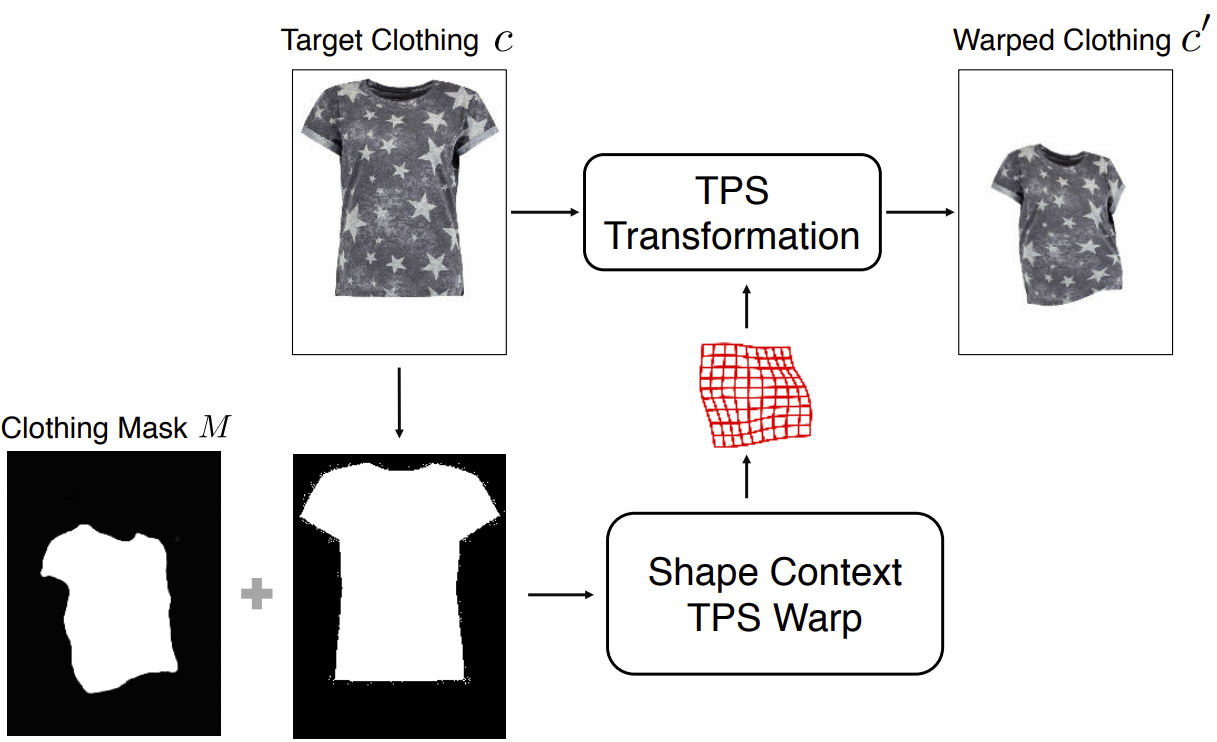 Target Clothing c
Warped Clothing c′
TPS
Transformation
Clothing Mask M
Shape Context
TPS Warp